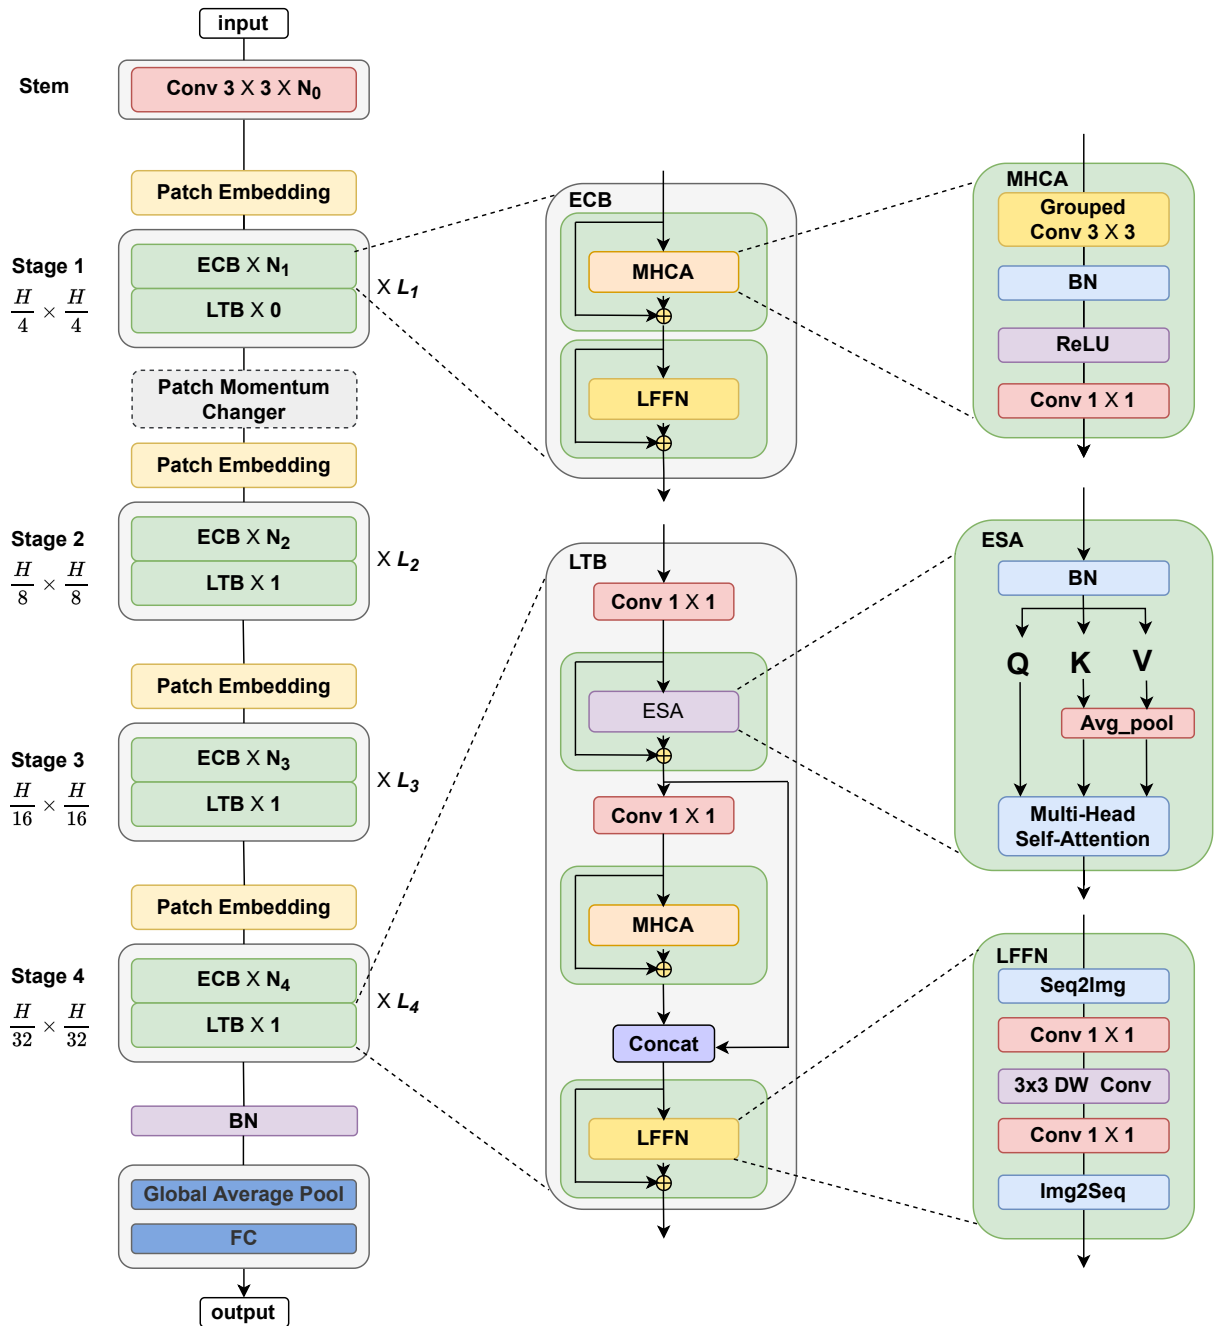 input
Stem
Conv 3 X 3 X N0
Patch Embedding
Stage 1
H/4 × H/4
ECB X N1
LTB X 0
X L1
Patch Momentum
Changer
Patch Embedding
Stage 2
H/8 × H/8
ECB X N2
LTB X 1
X L2
Patch Embedding
Stage 3
H/16 × H/16
ECB X N3
LTB X 1
X L3
Patch Embedding
Stage 4
H/32 × H/32
ECB X N4
LTB X 1
X L4
BN
Global Average Pool
FC
output
ECB
MHCA
LFFN
LTB
Conv 1 X 1
ESA
Conv 1 X 1
MHCA
Concat
LFFN
MHCA
Grouped
Conv 3 X 3
BN
ReLU
Conv 1 X 1
ESA
BN
Q K V
Avg_pool
Multi-Head
Self-Attention
LFFN
Seq2Img
Conv 1 X 1
3x3 DW Conv
Conv 1 X 1
Img2Seq